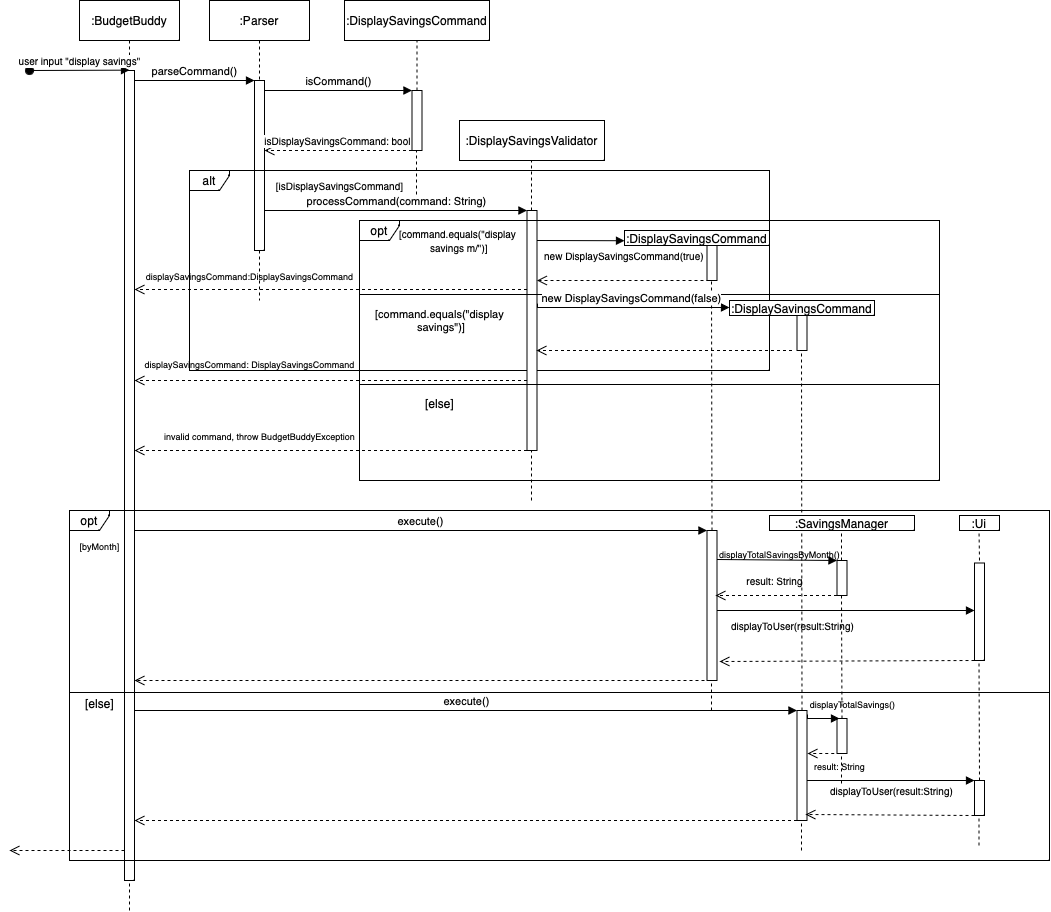 :BudgetBuddy
:Parser
:DisplaySavingsCommand
user input "display savings"
parseCommand()
isCommand()
isDisplaySavingsCommand: bool
:DisplaySavingsValidator
alt
[isDisplaySavingsCommand]
processCommand(command: String)
opt
[command.equals("display
savings m/")]
:DisplaySavingsCommand
new DisplaySavingsCommand(true)
displaySavingsCommand:DisplaySavingsCommand
new DisplaySavingsCommand(false)
[command.equals("display
savings")]
:DisplaySavingsCommand
displaySavingsCommand: DisplaySavingsCommand
[else]
invalid command, throw BudgetBuddyException
opt
execute()
:SavingsManager
:Ui
[byMonth]
displayTotalSavingsByMonth()
result: String
displayToUser(result:String)
[else]
execute()
displayTotalSavings()
result: String
displayToUser(result:String)